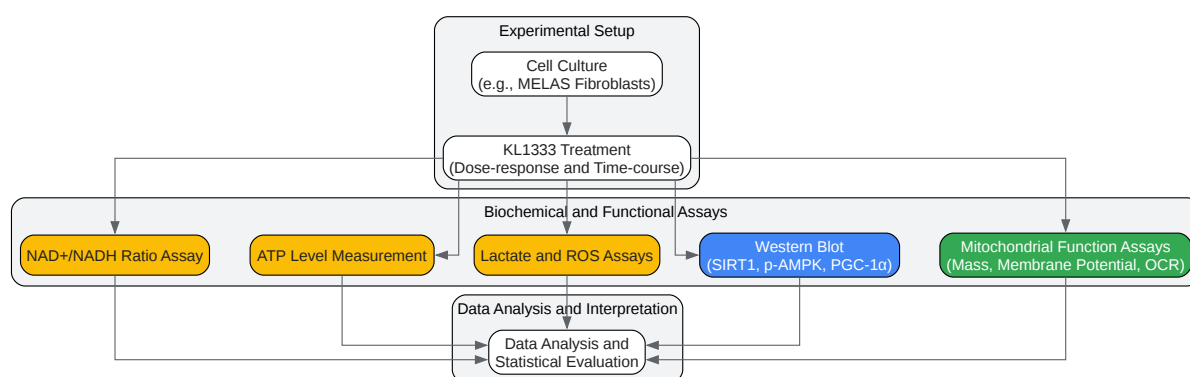 Experimental Setup
Cell Culture
(e.g., MELAS Fibroblasts)
KL1333 Treatment
(Dose-response and Time-course)
Biochemical and Functional Assays
NAD+/NADH Ratio Assay
ATP Level Measurement
Lactate and ROS Assays
Western Blot
(SIRT1, p-AMPK, PGC-1α)
Mitochondrial Function Assays
(Mass, Membrane Potential, OCR)
Data Analysis and Interpretation
Data Analysis and
Statistical Evaluation